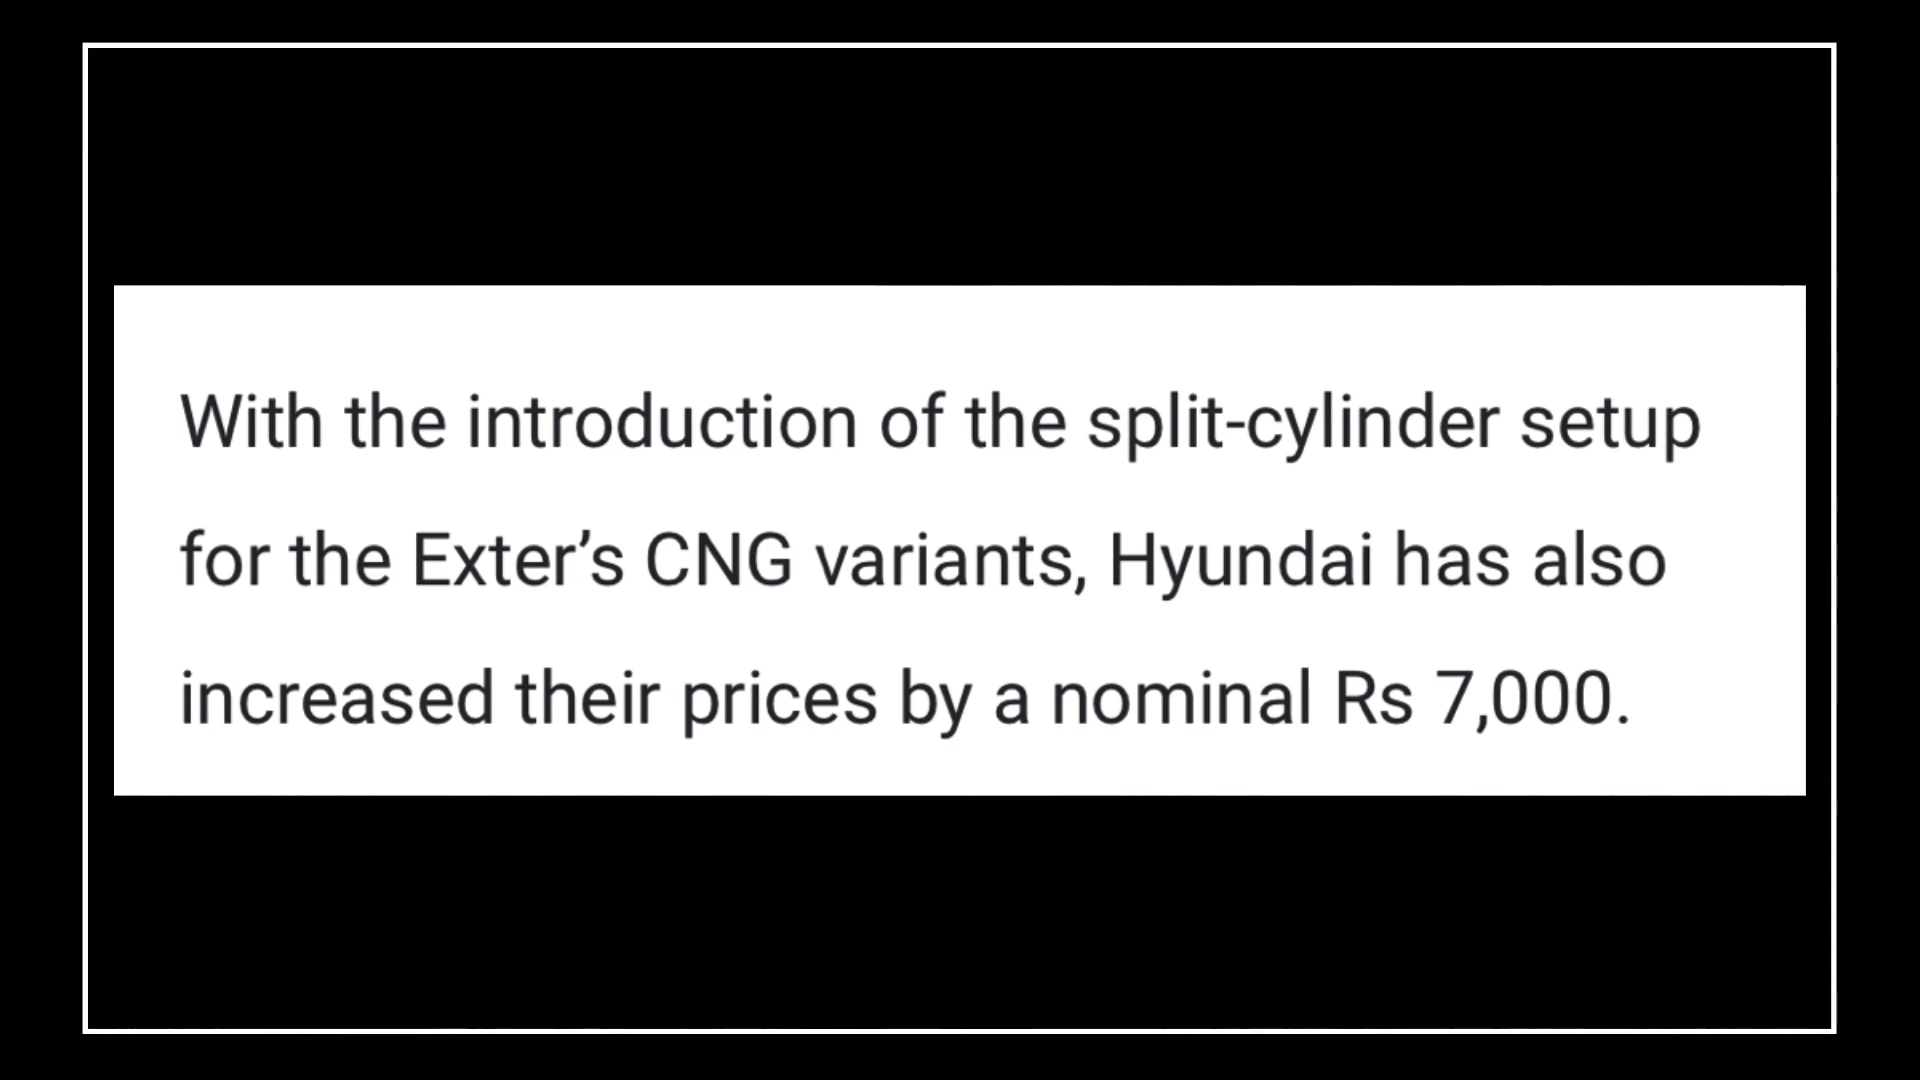 With the introduction of the split-cylinder setup
for the Exter’s CNG variants, Hyundai has also
increased their prices by a nominal Rs 7,000.